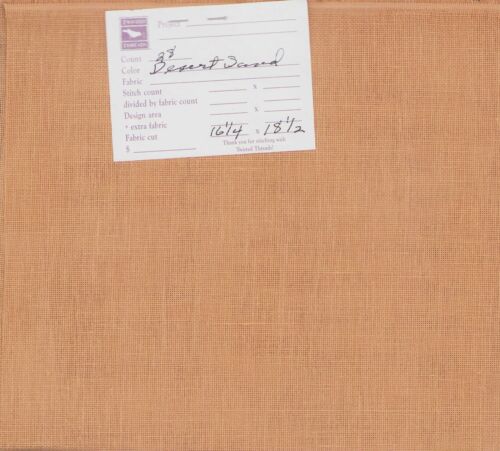 Project
Count 28
Color Desert Sand
Fabric
Stitch count x
divided by fabric count
Design area x
+ extra fabric
Fabric cut 16 1/4 x 18 1/2
$
Thank you for stitching with
Twisted Threads!